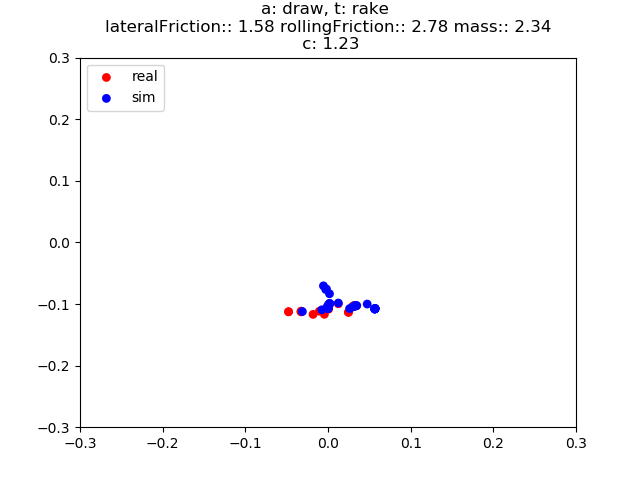 a: draw, t: rake
lateralFriction:: 1.58 rollingFriction:: 2.78 mass:: 2.34
c: 1.23
real
sim
0.3
0.2
0.1
0.0
−0.1
−0.2
−0.3
−0.3 −0.2 −0.1 0.0 0.1 0.2 0.3